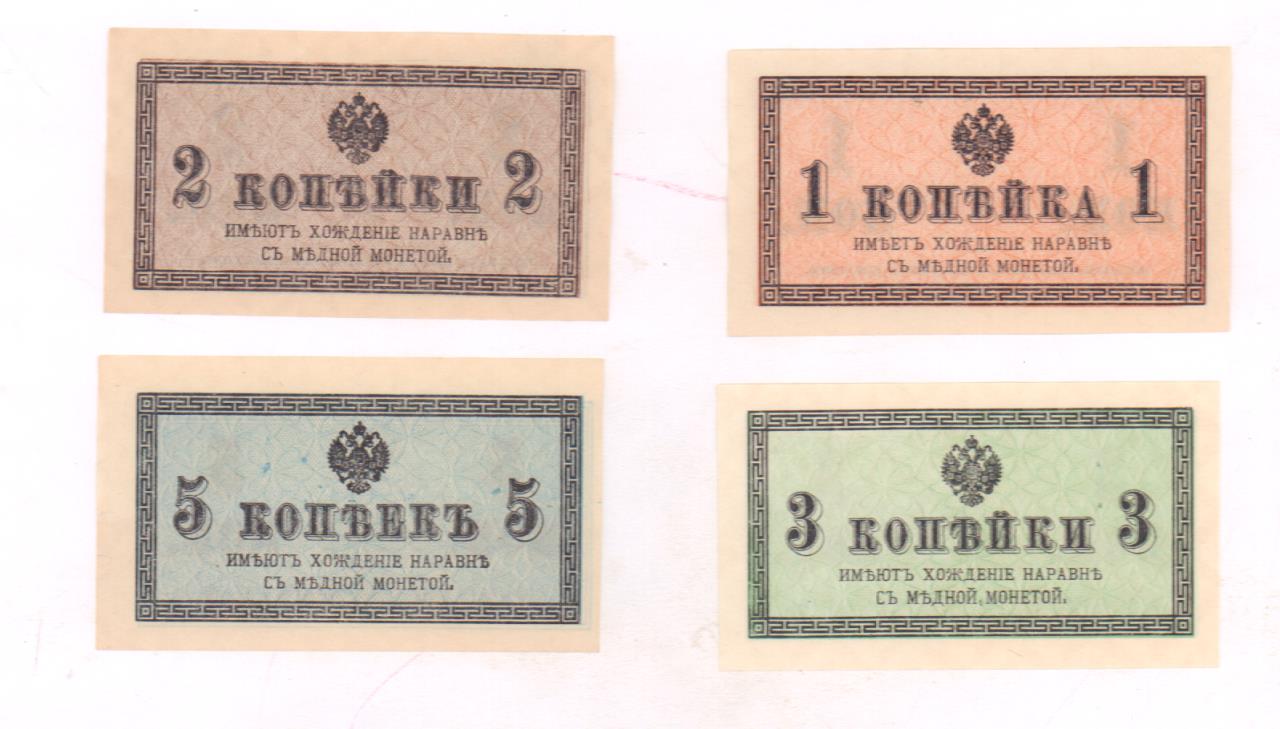 2 КОПѢЙКИ 2
ИМѢЮТЪ ХОЖДЕНІЕ НАРАВНѢ
СЪ МѢДНОЙ МОНЕТОЙ.
1 КОПѢЙКА 1
ИМѢЕТЪ ХОЖДЕНІЕ НАРАВНѢ
СЪ МѢДНОЙ МОНЕТОЙ.
5 КОПѢЕКЪ 5
ИМѢЮТЪ ХОЖДЕНІЕ НАРАВНѢ
СЪ МѢДНОЙ МОНЕТОЙ.
3 КОПѢЙКИ 3
ИМѢЮТЪ ХОЖДЕНІЕ НАРАВНѢ
СЪ МѢДНОЙ МОНЕТОЙ.